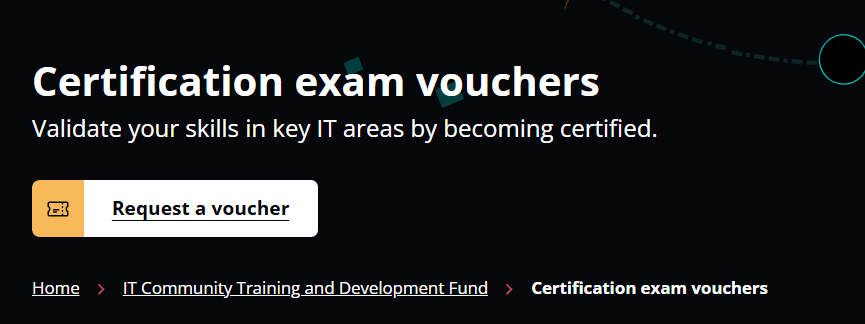 Certification exam vouchers
Validate your skills in key IT areas by becoming certified.
Request a voucher
Home > IT Community Training and Development Fund > Certification exam vouchers